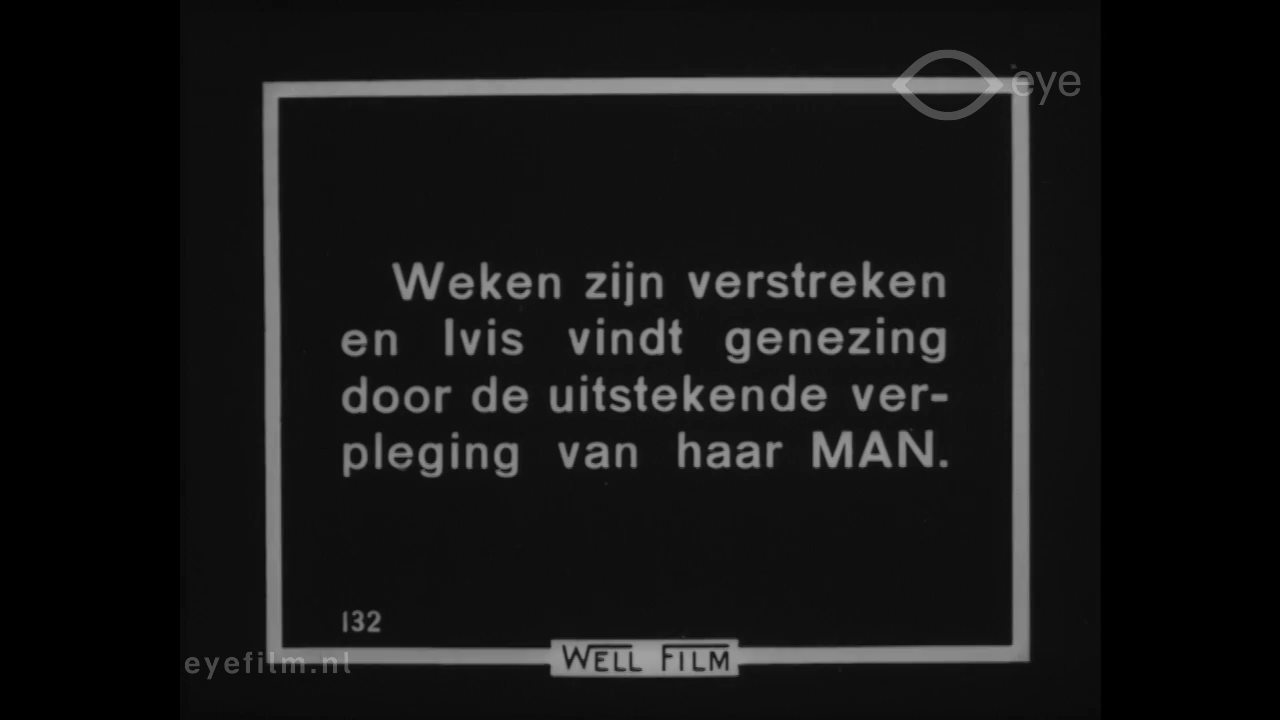 eye
Weken zijn verstreken
en Ivis vindt genezing
door de uitstekende ver-
pleging van haar MAN.
132
eyefilm.nl
WELL FILM